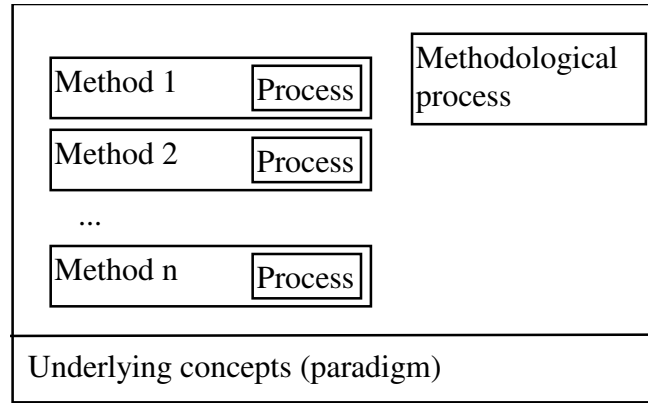 Method 1
Process
Methodological
process
Method 2
Process
...
Method n
Process
Underlying concepts (paradigm)